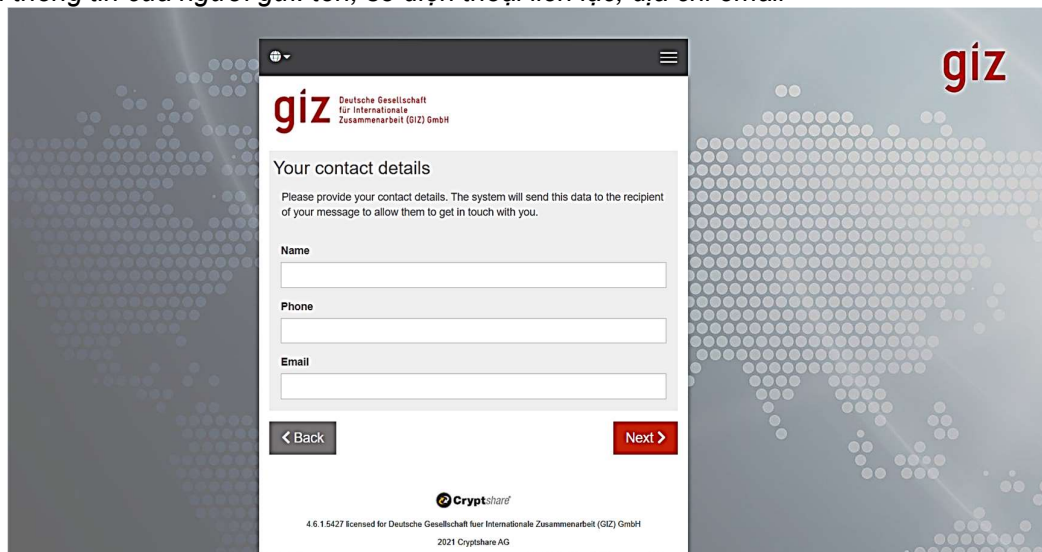 thông tin của người gửi: tên, số điện thoại liên lạc, địa chỉ email
giz
giz
Deutsche Gesellschaft
für Internationale
Zusammenarbeit (GIZ) GmbH
Your contact details
Please provide your contact details. The system will send this data to the recipient
of your message to allow them to get in touch with you.
Name
Phone
Email
Back
Next
Cryptshare
4.6.1.5427 licensed for Deutsche Gesellschaft fuer Internationale Zusammenarbeit (GIZ) GmbH
2021 Cryptshare AG